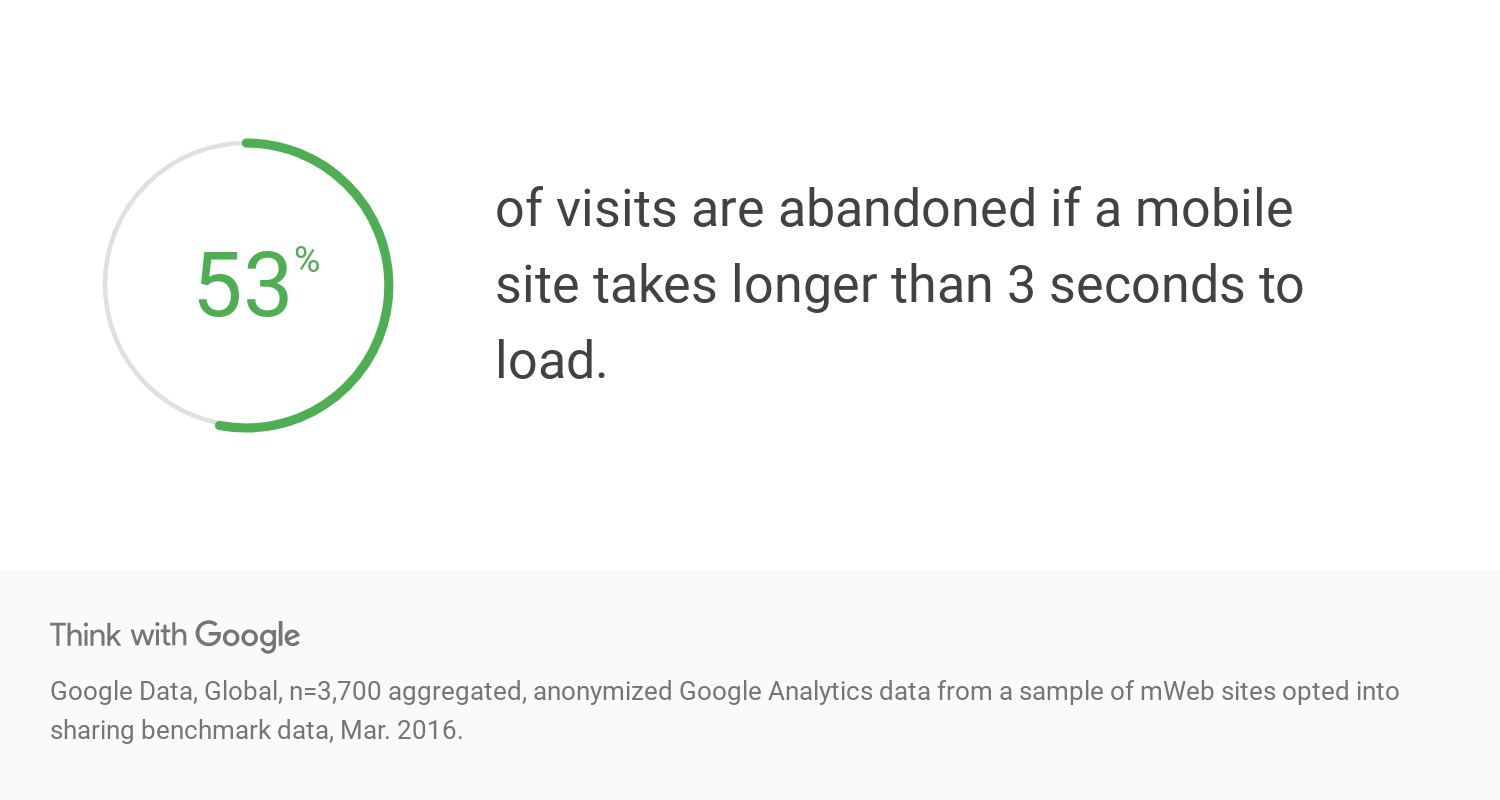 53%
of visits are abandoned if a mobile
site takes longer than 3 seconds to
load.
Think with Google
Google Data, Global, n=3,700 aggregated, anonymized Google Analytics data from a sample of mWeb sites opted into
sharing benchmark data, Mar. 2016.